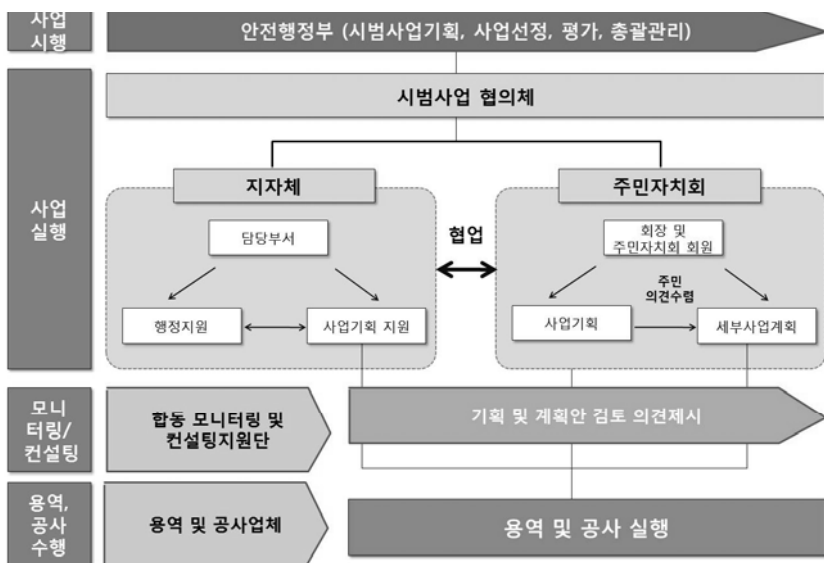 사업
시행
안전행정부 (시범사업기획, 사업선정, 평가, 총괄관리)
시범사업 협의체
사업
실행
지자체
담당부서
행정지원
사업기획 지원
협업
주민자치회
회장 및
주민자치회 회원
주민
의견수렴
사업기획
세부사업계획
모니
터링/
컨설팅
합동 모니터링 및
컨설팅지원단
기획 및 계획안 검토 의견제시
용역,
공사
수행
용역 및 공사업체
용역 및 공사 실행